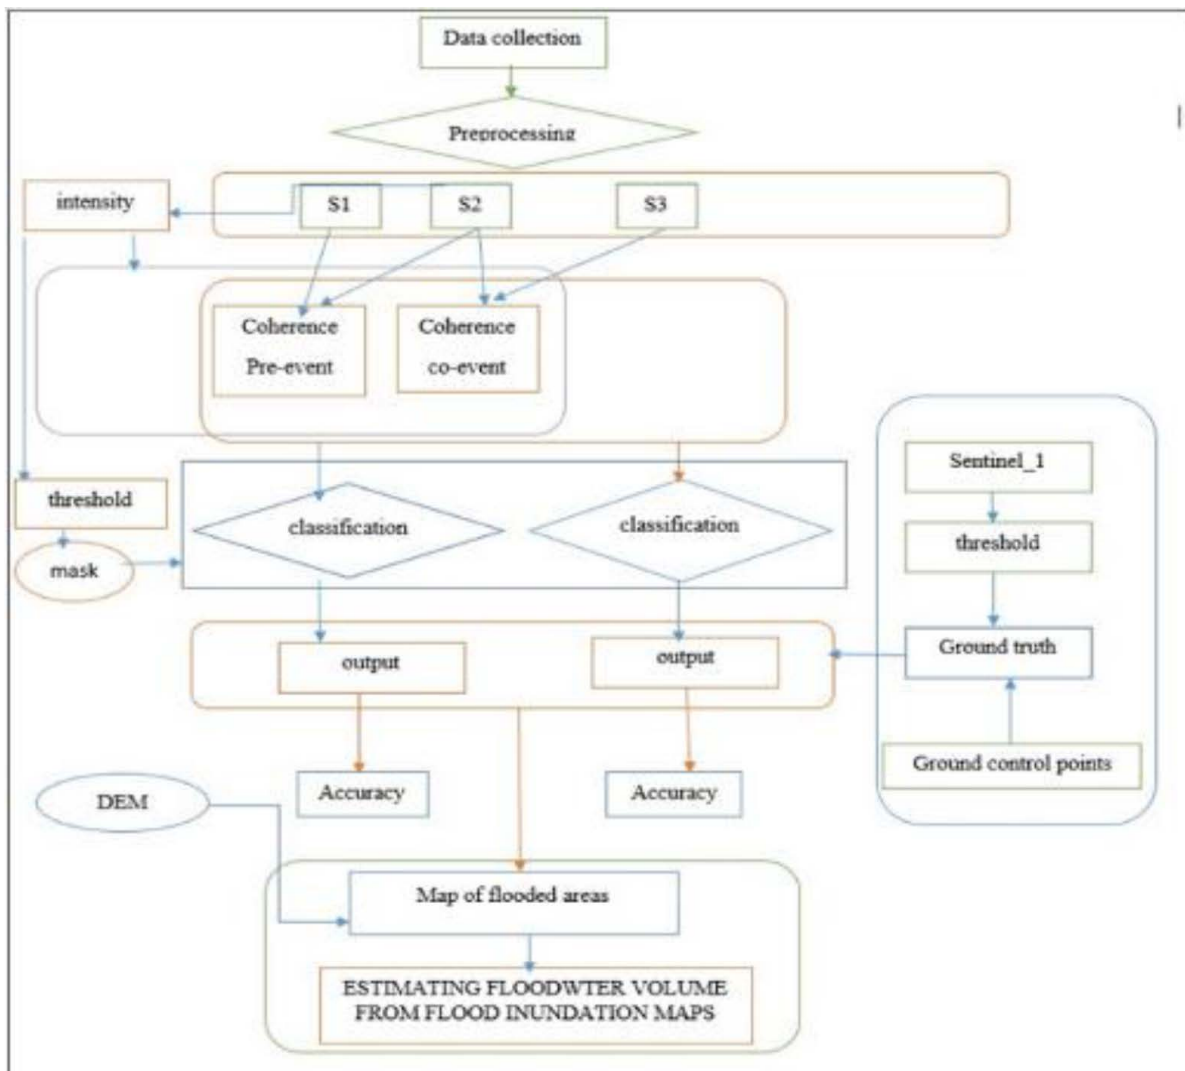 Data collection
Preprocessing
intensity
S1
S2
S3
Coherence
Pre-event
Coherence
co-event
Sentinel_1
threshold
classification
classification
threshold
mask
Ground truth
output
output
Ground control points
DEM
Accuracy
Accuracy
Map of flooded areas
ESTIMATING FLOODWTER VOLUME
FROM FLOOD INUNDATION MAPS